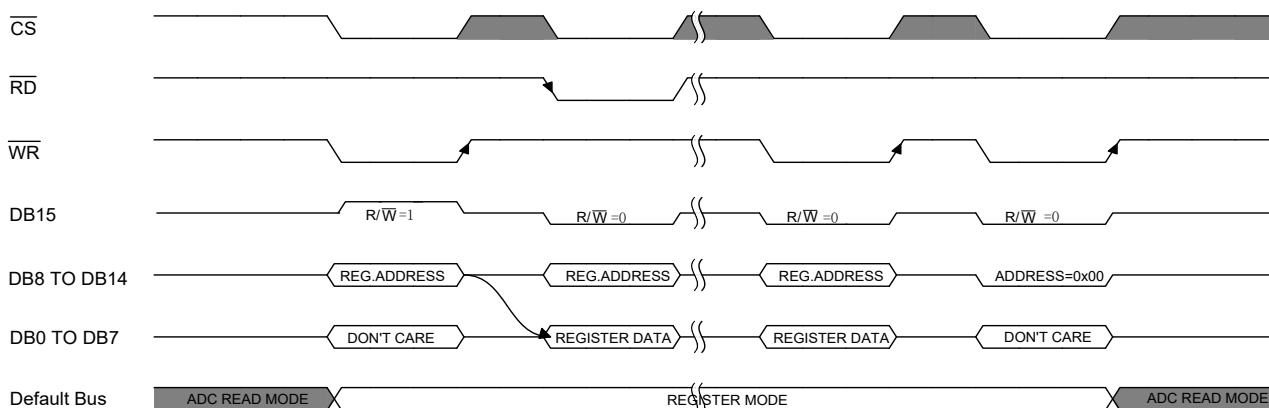 CS
RD
WR
DB15 R/W =1 R/W =0 R/W =0 R/W =0
DB8 TO DB14 REG.ADDRESS REG.ADDRESS REG.ADDRESS ADDRESS=0x00
DB0 TO DB7 DON'T CARE REGISTER DATA REGISTER DATA DON'T CARE
Default Bus ADC READ MODE REGISTER MODE ADC READ MODE